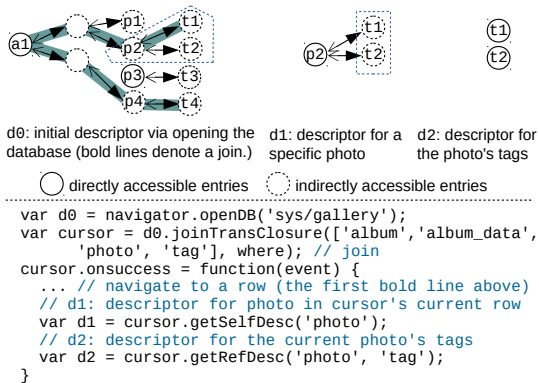 p1 t1 t1 t1
a1 p2 t2 p2 t2 t2
p3 t3
p4 t4
d0: initial descriptor via opening the database (bold lines denote a join.)
d1: descriptor for a specific photo
d2: descriptor for the photo's tags
directly accessible entries
indirectly accessible entries
var d0 = navigator.openDB('sys/gallery');
var cursor = d0.joinTransClosure(['album','album_data',
'photo', 'tag'], where); // join
cursor.onsuccess = function(event) {
... // navigate to a row (the first bold line above)
// d1: descriptor for photo in cursor's current row
var d1 = cursor.getSelfDesc('photo');
// d2: descriptor for the current photo's tags
var d2 = cursor.getRefDesc('photo', 'tag');
}